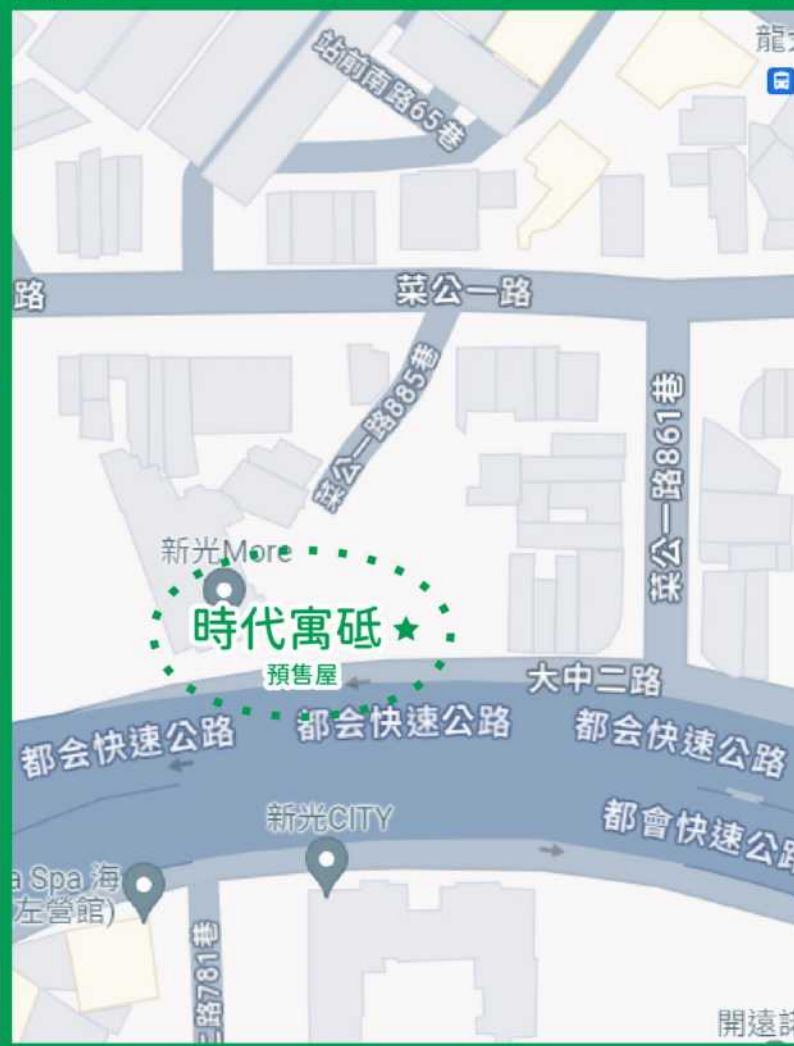 龍
站前南路65巷
路
菜公一路
菜公一路885巷
菜公一路861巷
新光More
時代寓砥
預售屋
大中二路
都会快速公路
都会快速公路
都会快速公路
都會快速公路
新光CITY
a Spa 海
左營館)
二路781巷
開遠